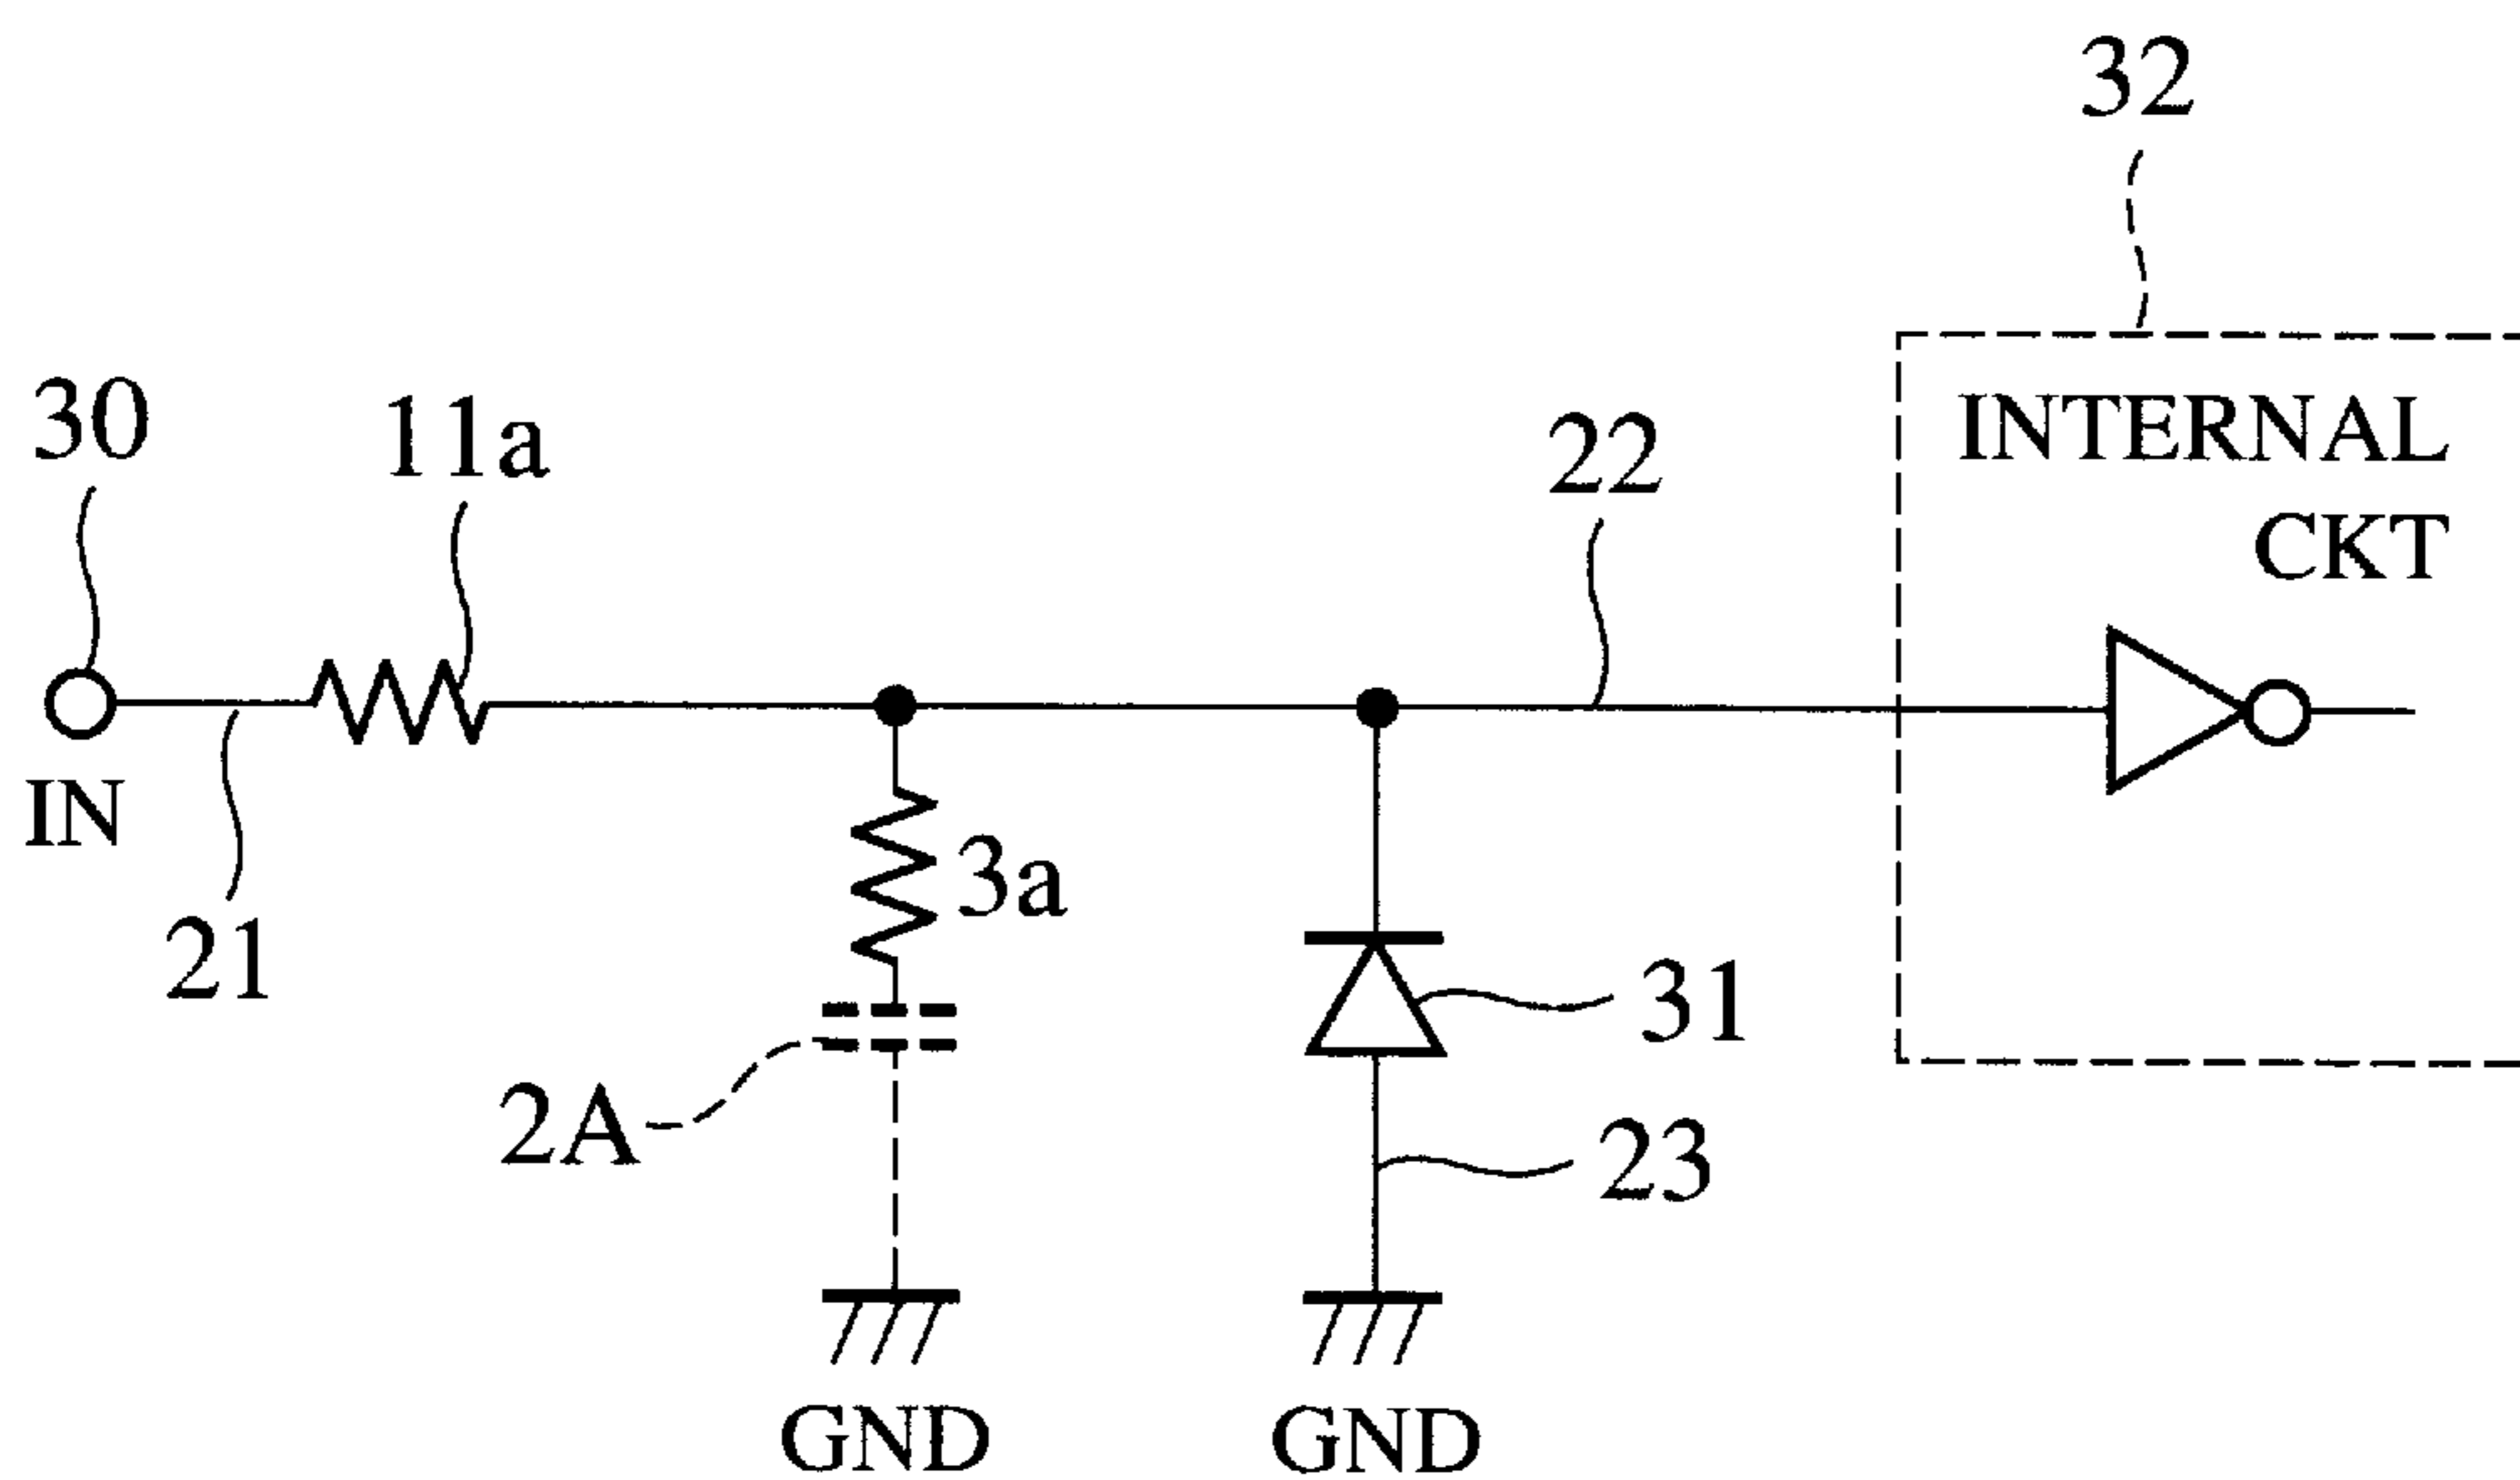 32
30
11a
22
INTERNAL
CKT
IN
3a
21
31
2A
23
GND
GND